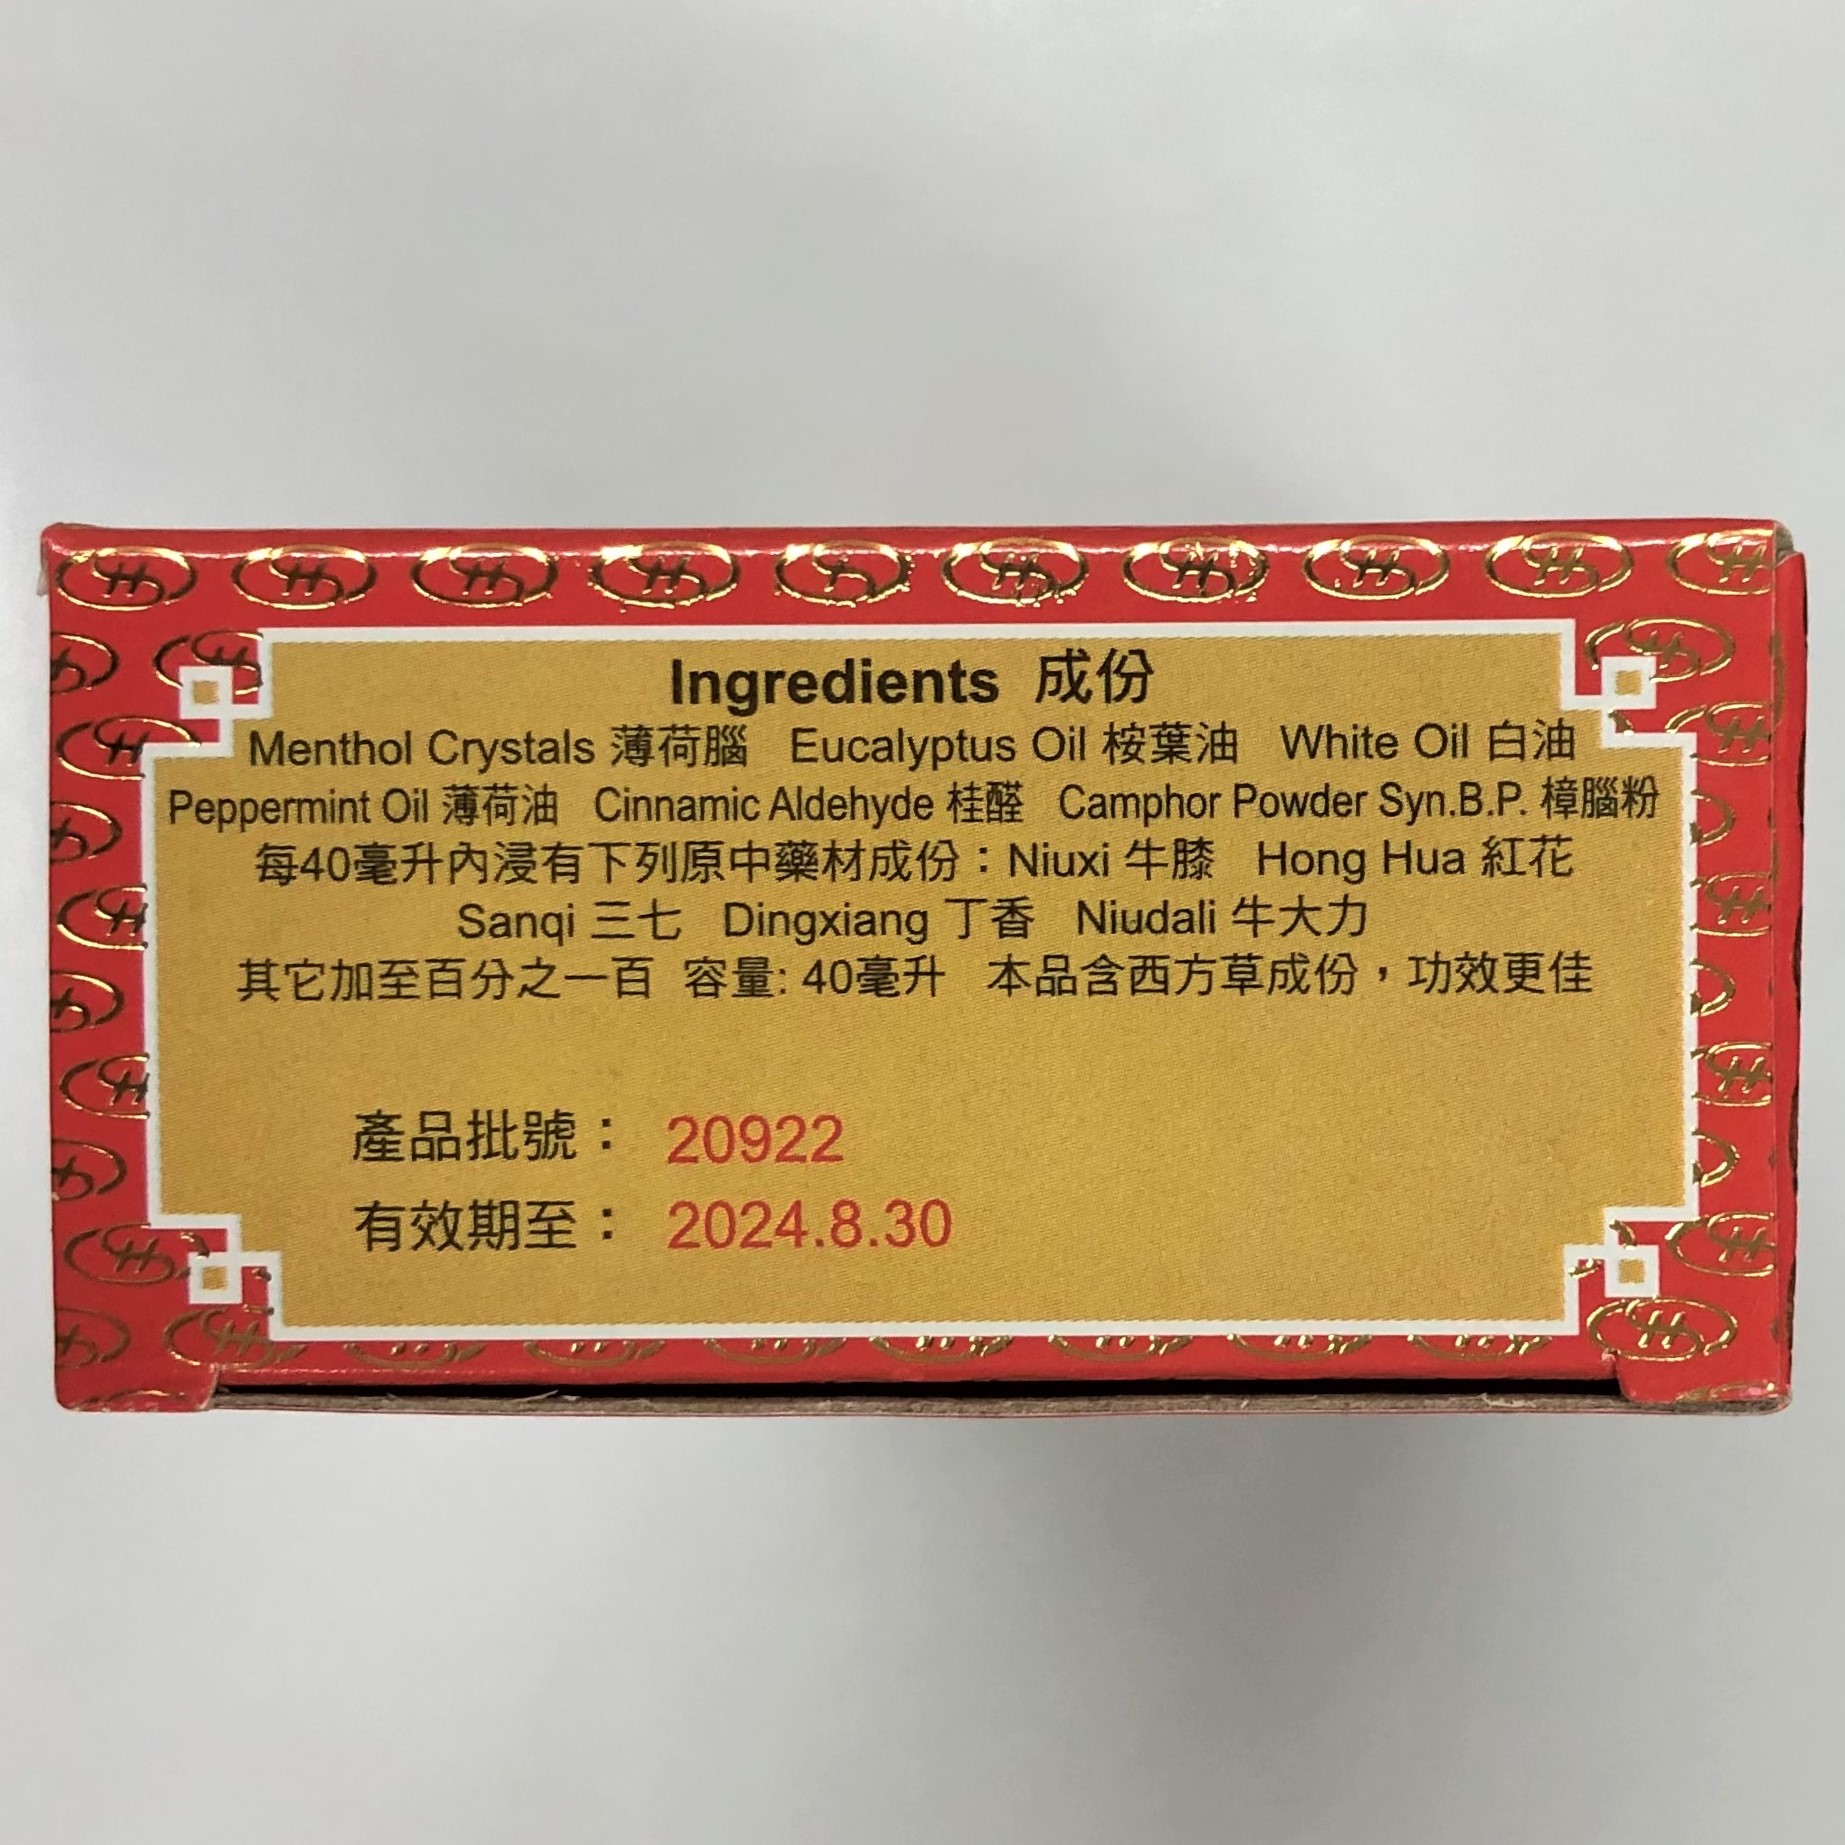 Ingredients 成份
Menthol Crystals 薄荷腦 Eucalyptus Oil 桉葉油 White Oil 白油
Peppermint Oil 薄荷油 Cinnamic Aldehyde 桂醛 Camphor Powder Syn.B.P. 樟腦粉
每40毫升內浸有下列原中藥材成份：Niuxi 牛膝 Hong Hua 紅花
Sanqi 三七 Dingxiang 丁香 Niudali 牛大力
其它加至百分之一百 容量: 40毫升 本品含西方草成份，功效更佳
產品批號： 20922
有效期至： 2024.8.30